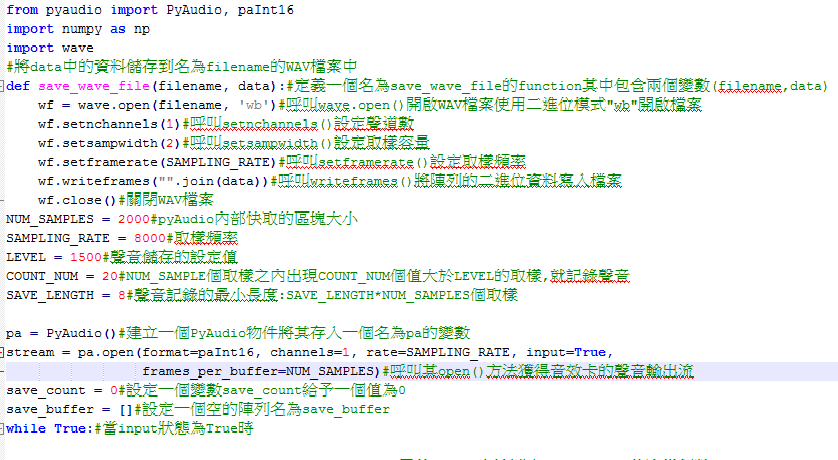 from pyaudio import PyAudio, paInt16
import numpy as np
import wave
#將data中的資料儲存到名為filename的WAV檔案中
def save_wave_file(filename, data):#定義一個名為save_wave_file的function其中包含兩個變數(filename,data)
    wf = wave.open(filename, 'wb')#呼叫wave.open()開啟WAV檔案使用二進位模式"wb"開啟檔案
    wf.setnchannels(1)#呼叫setnchannels()設定聲道數
    wf.setsampwidth(2)#呼叫setsampwidth()設定取樣容量
    wf.setframerate(SAMPLING_RATE)#呼叫setframerate()設定取樣頻率
    wf.writeframes("".join(data))#呼叫writeframes()將陣列的二進位資料寫入檔案
    wf.close()#關閉WAV檔案
NUM_SAMPLES = 2000#pyAudio內部快取的區塊大小
SAMPLING_RATE = 8000#取樣頻率
LEVEL = 1500#聲音儲存的設定值
COUNT_NUM = 20#NUM_SAMPLE個取樣之內出現COUNT_NUM個值大於LEVEL的取樣,就記錄聲音
SAVE_LENGTH = 8#聲音記錄的最小長度:SAVE_LENGTH*NUM_SAMPLES個取樣
pa = PyAudio()#建立一個PyAudio物件將其存入一個名為pa的變數
stream = pa.open(format=paInt16, channels=1, rate=SAMPLING_RATE, input=True,
                 frames_per_buffer=NUM_SAMPLES)#呼叫其open()方法獲得音效卡的聲音輸出流
save_count = 0#設定一個變數save_count給予一個值為0
save_buffer = []#設定一個空的陣列名為save_buffer
while True:#當input狀態為True時